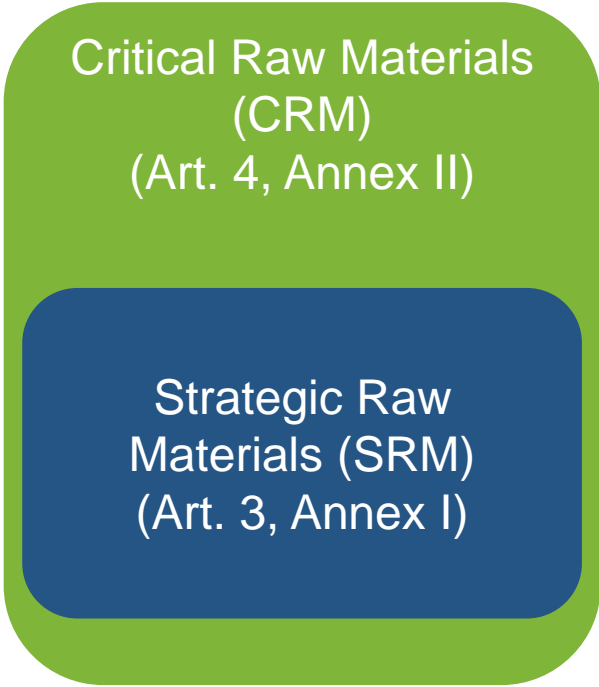 Critical Raw Materials
(CRM)
(Art. 4, Annex II)
Strategic Raw
Materials (SRM)
(Art. 3, Annex I)